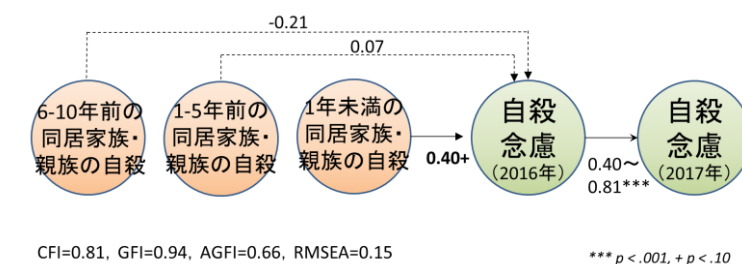 -0.21
0.07
6-10年前の
同居家族・
親族の自殺
1-5年前の
同居家族・
親族の自殺
1年未満の
同居家族・
親族の自殺
0.40+
自殺
念慮
(2016年)
0.40～
0.81***
自殺
念慮
(2017年)
CFI=0.81, GFI=0.94, AGFI=0.66, RMSEA=0.15
*** p < .001, + p < .10